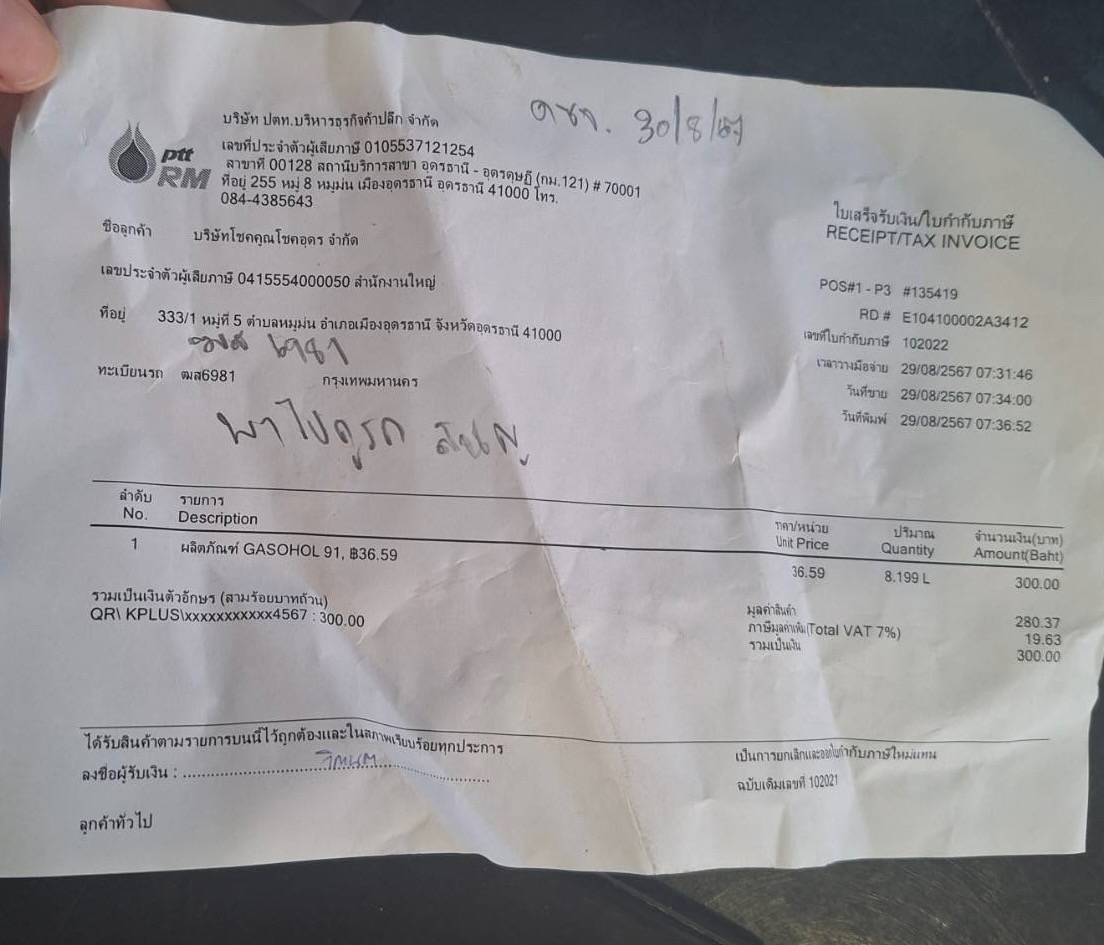 ดชจ. 30/8/67
บริษัท ปตท.บริหารธุรกิจค้าปลีก จำกัด
ptt
RM
เลขที่ประจำตัวผู้เสียภาษี 0105537121254
สาขาที่ 00128 สถานีบริการสาขา อุดรธานี - อุดรดุษฎี (กม.121) # 70001
ที่อยู่ 255 หมู่ 8 หมูม่น เมืองอุดรธานี อุดรธานี 41000 โทร.
084-4385643
ใบเสร็จรับเงิน/ใบกำกับภาษี
RECEIPT/TAX INVOICE
ชื่อลูกค้า บริษัทโชคคูณโชคอุดร จำกัด
เลขประจำตัวผู้เสียภาษี 0415554000050 สำนักงานใหญ่
ที่อยู่ 333/1 หมู่ที่ 5 ตำบลหมูม่น อำเภอเมืองอุดรธานี จังหวัดอุดรธานี 41000
ทะเบียนรถ ฒส6981 กรุงเทพมหานคร
POS#1 - P3 #135419
RD # E104100002A3412
เลขที่ใบกำกับภาษี 102022
เวลาวางมือจ่าย 29/08/2567 07:31:46
วันที่ขาย 29/08/2567 07:34:00
วันที่พิมพ์ 29/08/2567 07:36:52
พาไปดูรถ
ลำดับ รายการ ราคา/หน่วย ปริมาณ จำนวนเงิน(บาท)
No. Description Unit Price Quantity Amount(Baht)
1 ผลิตภัณฑ์ GASOHOL 91, ฿36.59 36.59 8.199 L 300.00
รวมเป็นเงินตัวอักษร (สามร้อยบาทถ้วน)
QR\ KPLUS\xxxxxxxxxxx4567 : 300.00
มูลค่าสินค้า 280.37
ภาษีมูลค่าเพิ่ม(Total VAT 7%) 19.63
รวมเป็นเงิน 300.00
ได้รับสินค้าตามรายการบนนี้ไว้ถูกต้องและในสภาพเรียบร้อยทุกประการ
ลงชื่อผู้รับเงิน :
เป็นการยกเลิกและออกใบกำกับภาษีใหม่แทน
ฉบับเดิมเลขที่ 102021
ลูกค้าทั่วไป